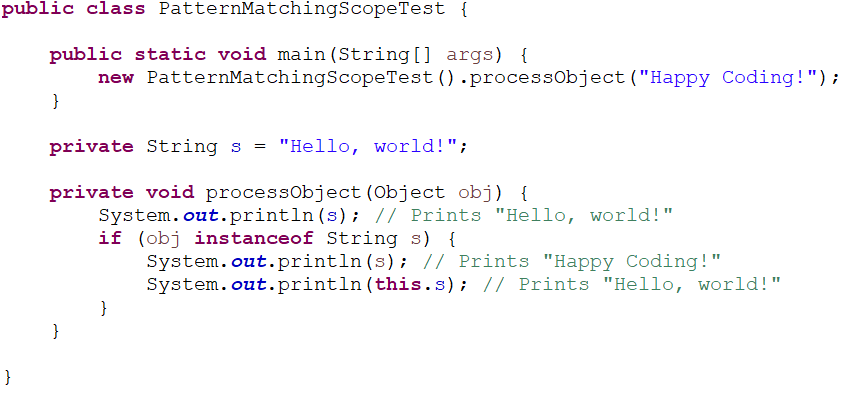 public class PatternMatchingScopeTest {
    public static void main(String[] args) {
        new PatternMatchingScopeTest().processObject("Happy Coding!");
    }
    private String s = "Hello, world!";
    private void processObject(Object obj) {
        System.out.println(s); // Prints "Hello, world!"
        if (obj instanceof String s) {
            System.out.println(s); // Prints "Happy Coding!"
            System.out.println(this.s); // Prints "Hello, world!"
        }
    }
}